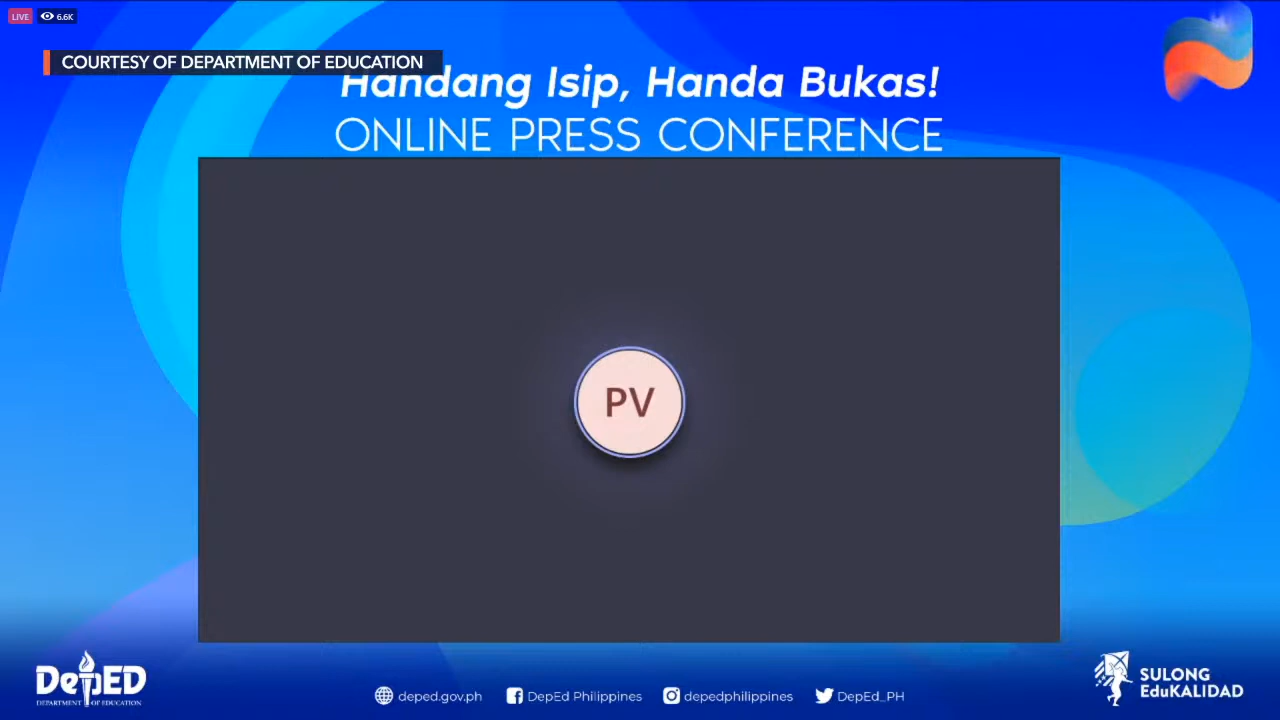 LIVE 6.6K
COURTESY OF DEPARTMENT OF EDUCATION
Handang Isip, Handa Bukas!
ONLINE PRESS CONFERENCE
PV
DepED
DEPARTMENT OF EDUCATION
deped.gov.ph DepEd Philippines depedphilippines DepEd_PH
SULONG
EduKALIDAD